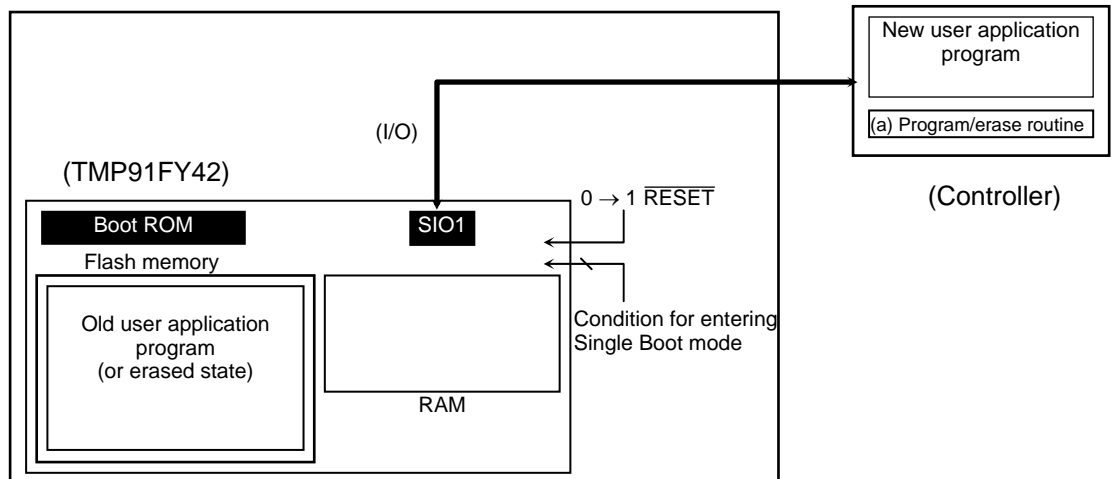 New user application
program
(a) Program/erase routine
(Controller)
(I/O)
(TMP91FY42)
0 → 1 RESET
Boot ROM
SIO1
Flash memory
Old user application
program
(or erased state)
Condition for entering
Single Boot mode
RAM